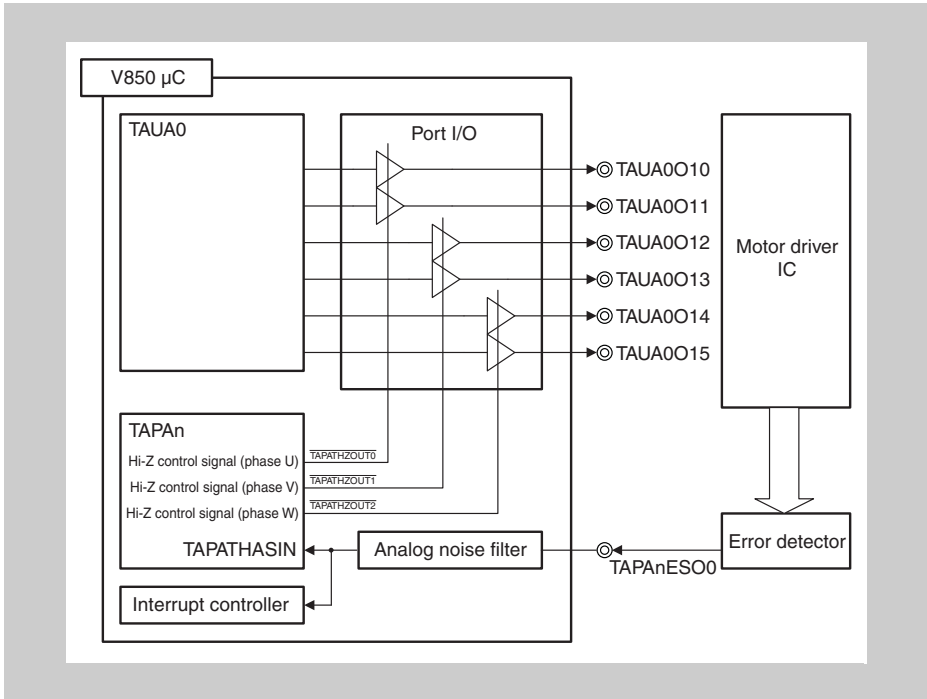 V850 µC
TAUA0
Port I/O
TAUA0O10
TAUA0O11
TAUA0O12
TAUA0O13
TAUA0O14
TAUA0O15
Motor driver
IC
TAPAn
Hi-Z control signal (phase U)
TAPATHZOUT0
Hi-Z control signal (phase V)
TAPATHZOUT1
Hi-Z control signal (phase W)
TAPATHZOUT2
TAPATHASIN
Analog noise filter
TAPAnESO0
Error detector
Interrupt controller